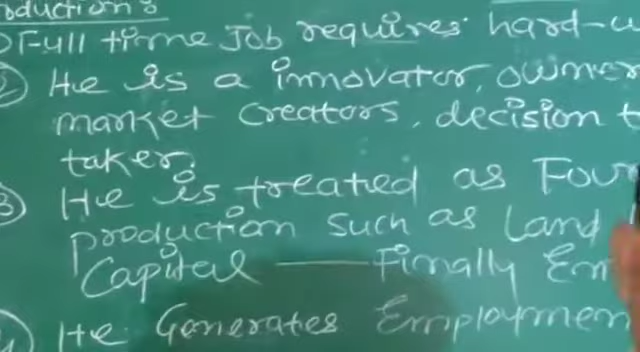 oduction:
① Full time Job requires hard-w
② He is a innovator, owner
market creators, decision t
taker.
③ He is treated as Four
production such as Land
Capital —— Finally En
④ He Generates Employmen